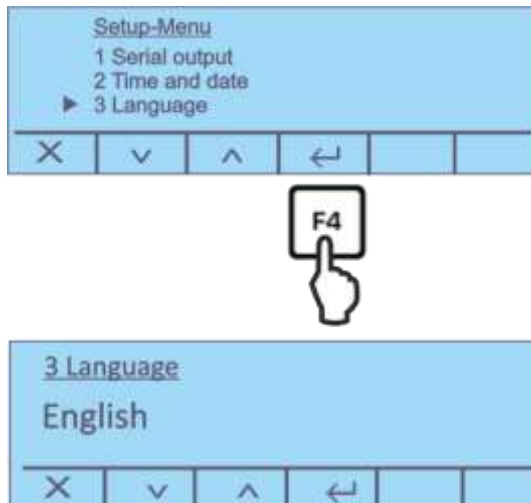 Setup-Menu
1 Serial output
2 Time and date
3 Language
F4
3 Language
English